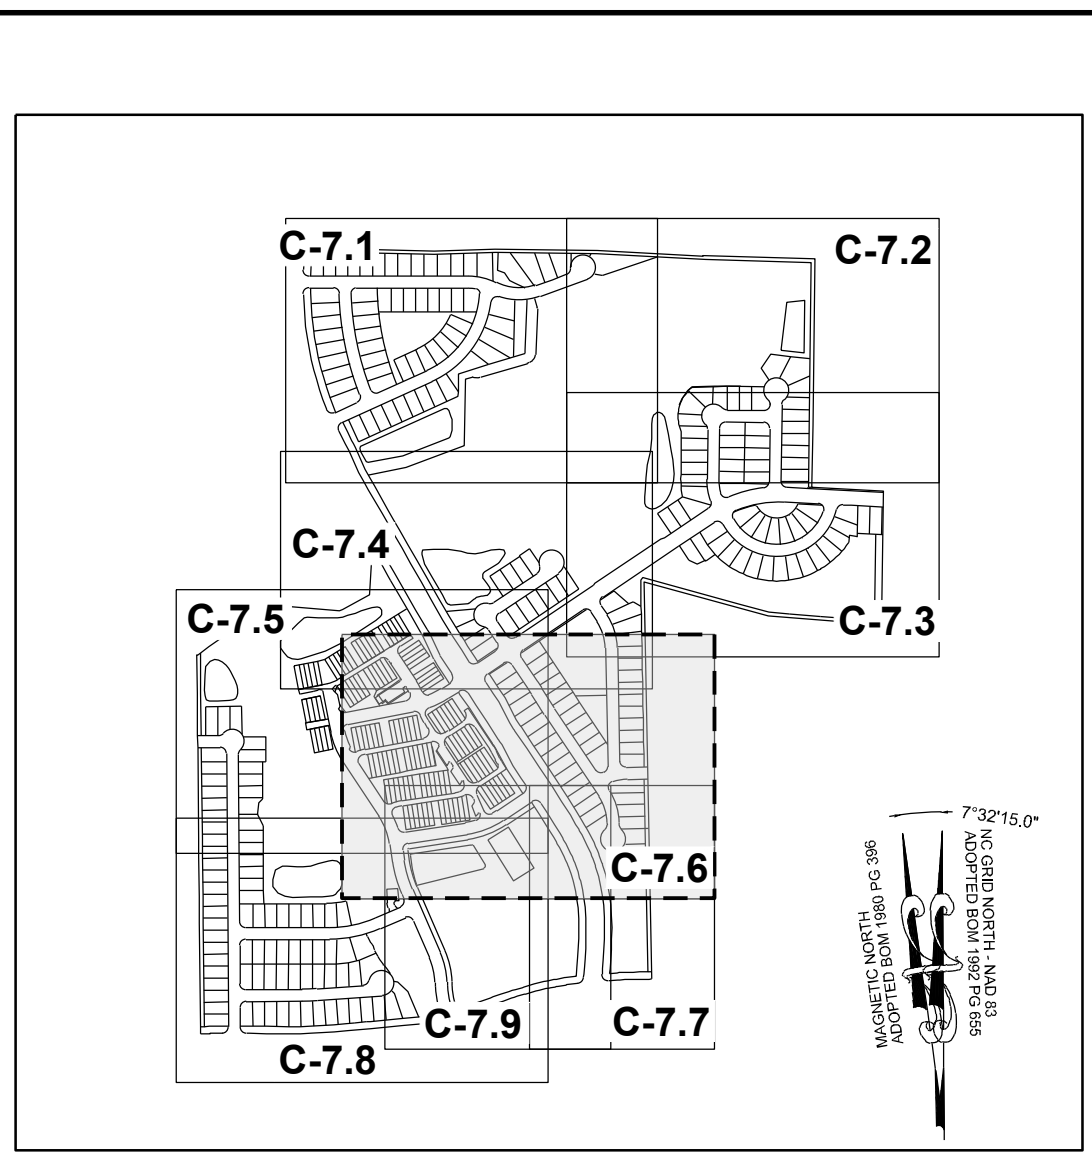 C-7.1
C-7.2
C-7.4
C-7.5
C-7.3
C-7.6
C-7.9
C-7.7
C-7.8
7°32'15.0"
MAGNETIC NORTH
ADOPTED BOM 1980 PG 396
NC GRID NORTH - NAD 83
ADOPTED BOM 1992 PG 655